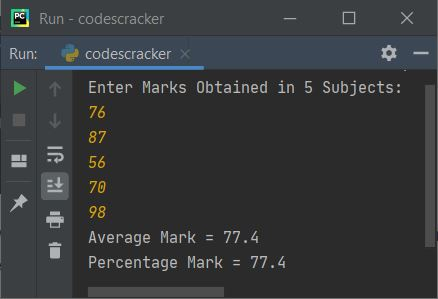 PC
Run - codescracker
Run: codescracker
Enter Marks Obtained in 5 Subjects:
76
87
56
70
98
Average Mark = 77.4
Percentage Mark = 77.4